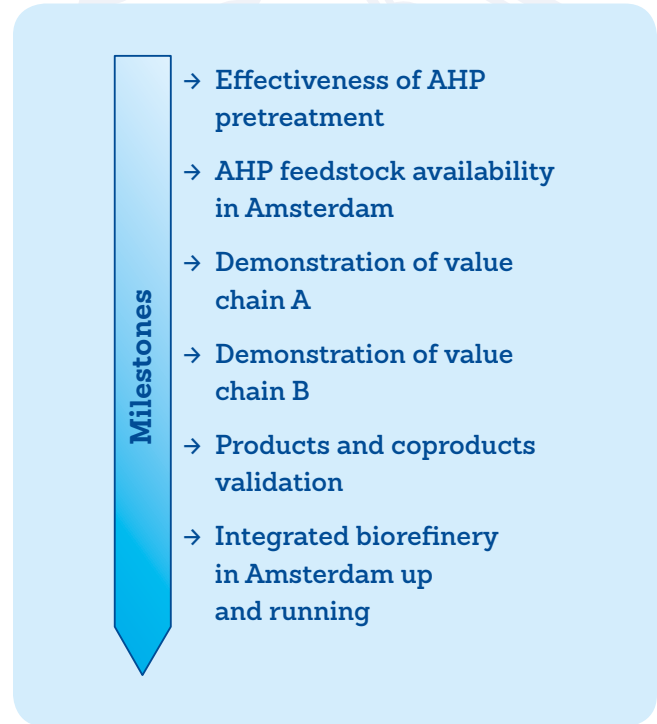 Milestones
→ Effectiveness of AHP
pretreatment
→ AHP feedstock availability
in Amsterdam
→ Demonstration of value
chain A
→ Demonstration of value
chain B
→ Products and coproducts
validation
→ Integrated biorefinery
in Amsterdam up
and running